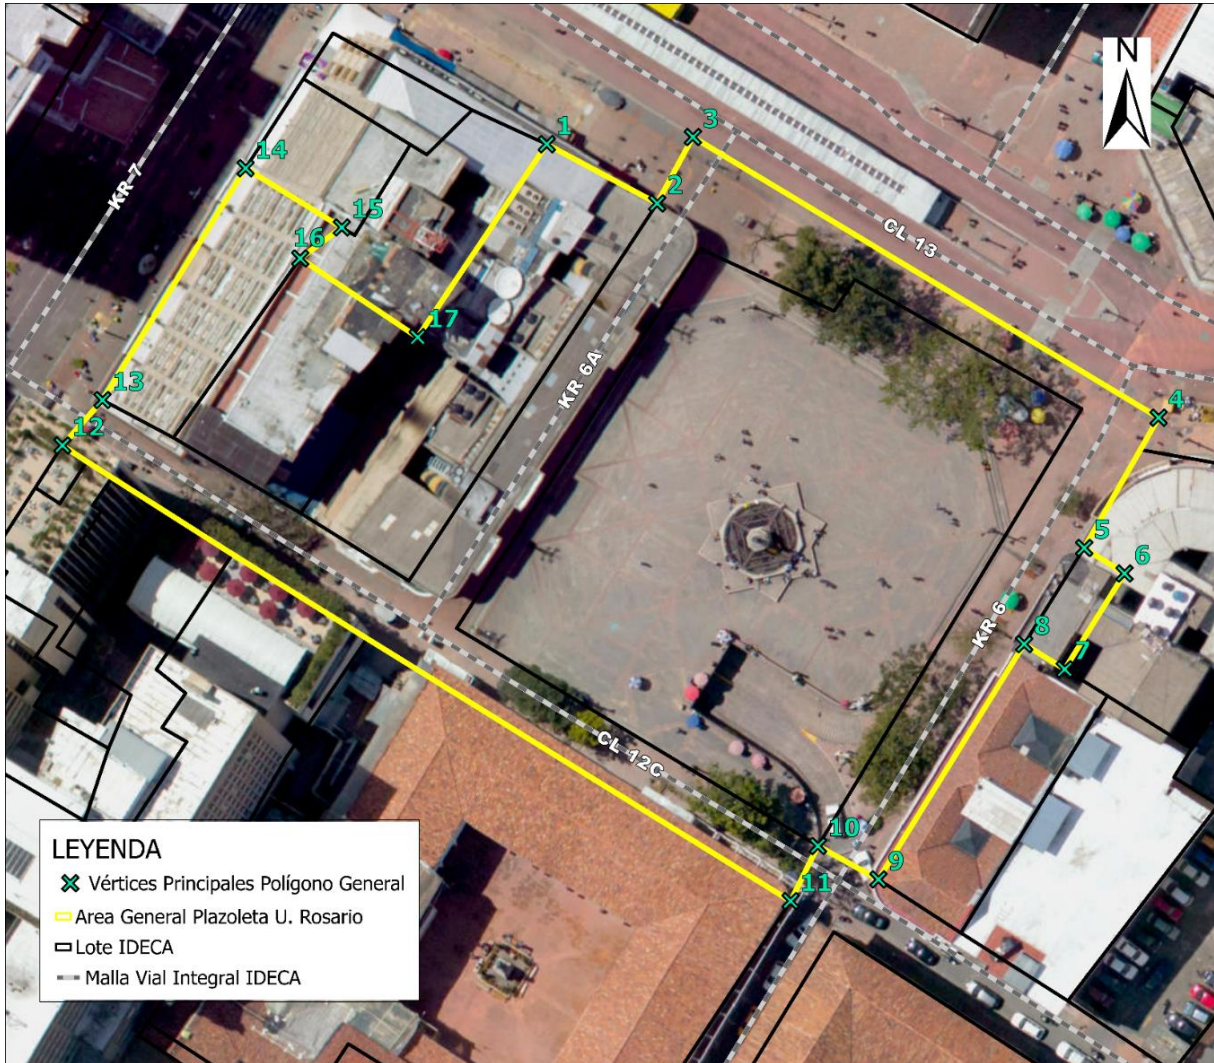 N
3
1
14
2
KR 7
15
CL 13
16
17
KR 6A
13
4
12
5
6
8
KR 6
7
CL 12C
10
9
11
LEYENDA
Vértices Principales Polígono General
Area General Plazoleta U. Rosario
Lote IDECA
Malla Vial Integral IDECA